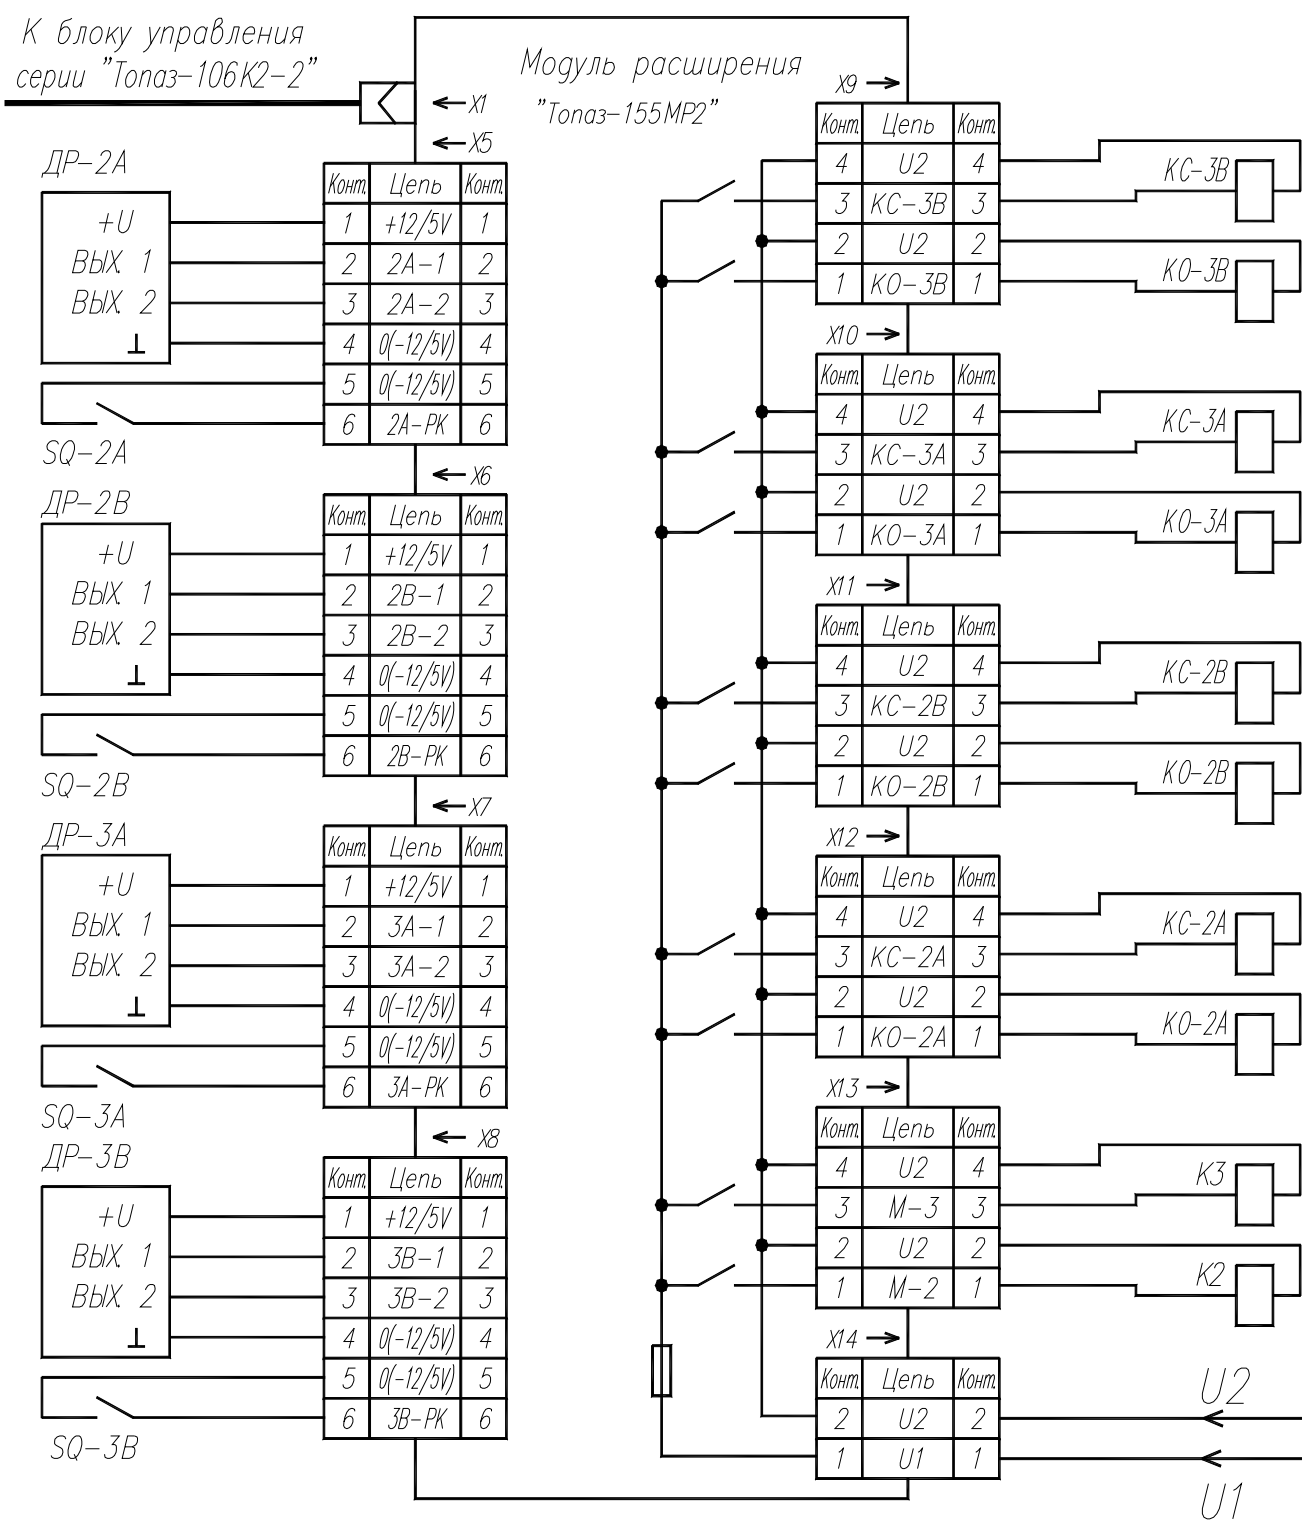 К блоку управления
серии "Топаз-106К2-2"
Модуль расширения
"Топаз-155МР2"
X1
X5
ДР-2А
+U
ВЫХ. 1
ВЫХ. 2
⊥
SQ-2A
Конт. Цепь Конт.
1 +12/5V 1
2 2А-1 2
3 2А-2 3
4 0(-12/5V) 4
5 0(-12/5V) 5
6 2А-РК 6
X6
ДР-2В
+U
ВЫХ. 1
ВЫХ. 2
⊥
SQ-2B
Конт. Цепь Конт.
1 +12/5V 1
2 2В-1 2
3 2В-2 3
4 0(-12/5V) 4
5 0(-12/5V) 5
6 2В-РК 6
X7
ДР-3А
+U
ВЫХ. 1
ВЫХ. 2
⊥
SQ-3A
Конт. Цепь Конт.
1 +12/5V 1
2 3А-1 2
3 3А-2 3
4 0(-12/5V) 4
5 0(-12/5V) 5
6 3А-РК 6
X8
ДР-3В
+U
ВЫХ. 1
ВЫХ. 2
⊥
SQ-3B
Конт. Цепь Конт.
1 +12/5V 1
2 3В-1 2
3 3В-2 3
4 0(-12/5V) 4
5 0(-12/5V) 5
6 3В-РК 6
X9
Конт. Цепь Конт.
4 U2 4
3 КС-3В 3
2 U2 2
1 КО-3В 1
КС-3В
КО-3В
X10
Конт. Цепь Конт.
4 U2 4
3 КС-3А 3
2 U2 2
1 КО-3А 1
КС-3А
КО-3А
X11
Конт. Цепь Конт.
4 U2 4
3 КС-2В 3
2 U2 2
1 КО-2В 1
КС-2В
КО-2В
X12
Конт. Цепь Конт.
4 U2 4
3 КС-2А 3
2 U2 2
1 КО-2А 1
КС-2А
КО-2А
X13
Конт. Цепь Конт.
4 U2 4
3 М-3 3
2 U2 2
1 М-2 1
К3
К2
X14
Конт. Цепь Конт.
2 U2 2
1 U1 1
U2
U1